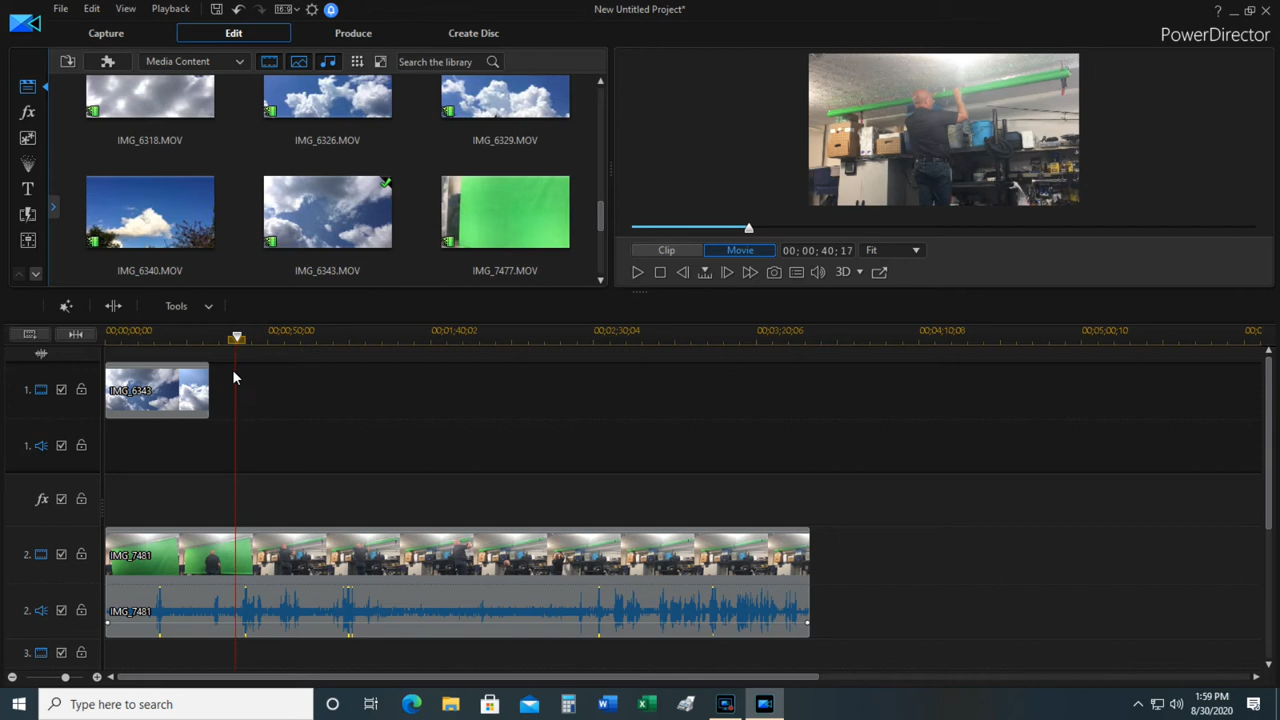 File Edit View Playback 16:9 New Untitled Project* ?
PowerDirector
Capture Edit Produce Create Disc
Media Content Search the library
IMG_6318.MOV IMG_6326.MOV IMG_6329.MOV
IMG_6340.MOV IMG_6343.MOV IMG_7477.MOV
Clip Movie 00; 00; 40; 17 Fit
3D
Tools
00;00;00;00 00;00;50;00 00;01;40;02 00;02;30;04 00;03;20;06 00;04;10;08 00;05;00;10 00;0
1. IMG_6343
1.
fx
2. IMG_7481
2. IMG_7481
3.
Type here to search
1:59 PM
8/30/2020